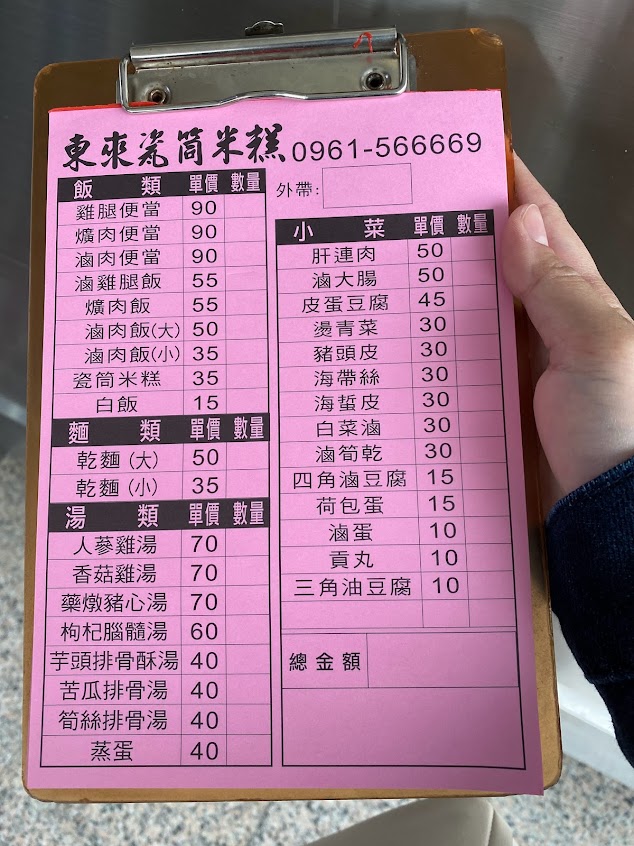 東來瓷筒米糕 0961-566669
飯類 單價 數量
雞腿便當 90
爌肉便當 90
滷肉便當 90
滷雞腿飯 55
爌肉飯 55
滷肉飯(大) 50
滷肉飯(小) 35
瓷筒米糕 35
白飯 15
麵類 單價 數量
乾麵(大) 50
乾麵(小) 35
湯類 單價 數量
人蔘雞湯 70
香菇雞湯 70
藥燉豬心湯 70
枸杞腦髓湯 60
芋頭排骨酥湯 40
苦瓜排骨湯 40
筍絲排骨湯 40
蒸蛋 40
外帶:
小菜 單價 數量
肝連肉 50
滷大腸 50
皮蛋豆腐 45
燙青菜 30
豬頭皮 30
海帶絲 30
海蜇皮 30
白菜滷 30
滷筍乾 30
四角滷豆腐 15
荷包蛋 15
滷蛋 10
貢丸 10
三角油豆腐 10
總金額